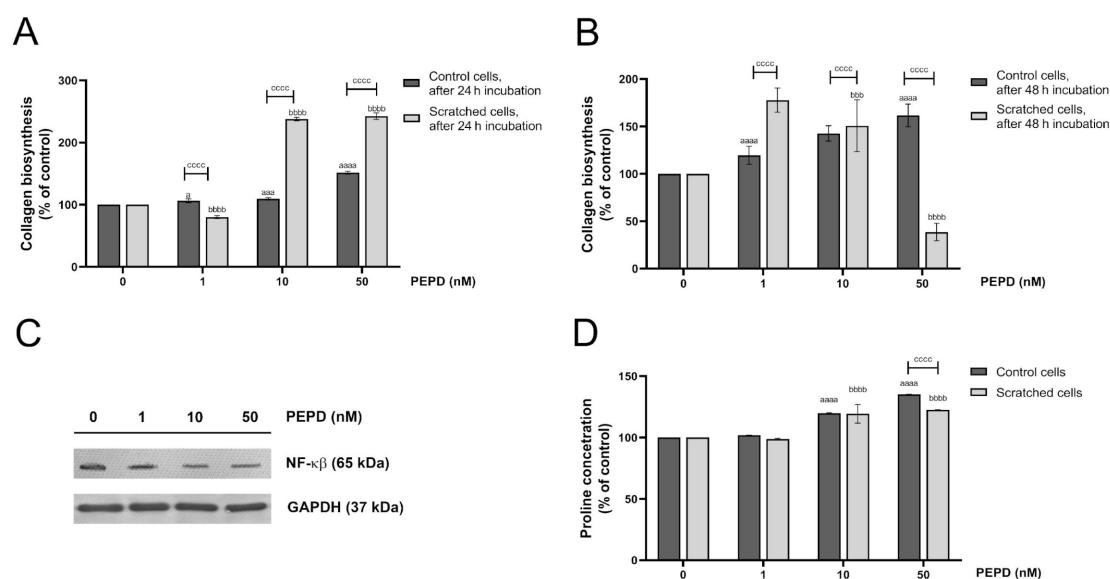 A
Collagen biosynthesis
(% of control)
300
200
100
0
aaaa
aaa
a
bbbb
bbbb
bbbb
cccc
cccc
cccc
0 1 10 50 PEPD (nM)
Control cells,
after 24 h incubation
Scratched cells,
after 24 h incubation
B
Collagen biosynthesis
(% of control)
200
150
100
50
0
cccc
cccc
cccc
aaaa
bbb
aaaa
bbbb
0 1 10 50 PEPD (nM)
Control cells,
after 48 h incubation
Scratched cells,
after 48 h incubation
C
0 1 10 50 PEPD (nM)
NF-κβ (65 kDa)
GAPDH (37 kDa)
D
Proline concetration
(% of control)
150
100
50
0
cccc
aaaa
bbbb
aaaa
bbbb
0 1 10 50 PEPD (nM)
Control cells
Scratched cells